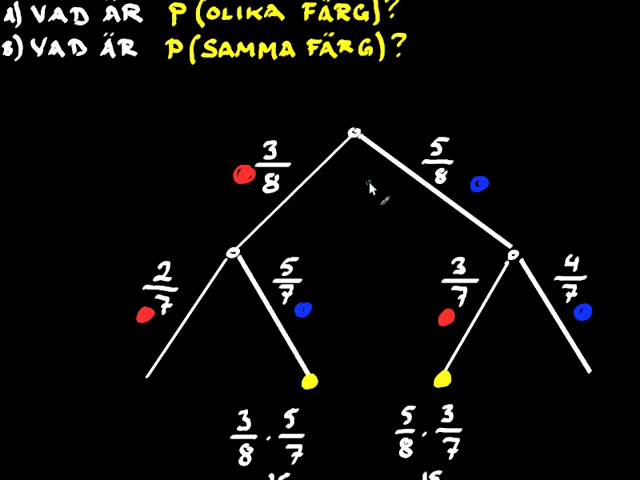 A) VAD ÄR P(OLIKA FÄRG)?
B) VAD ÄR P(SAMMA FÄRG)?
3/8 5/8
2/7 5/7 3/7 4/7
3/8 · 5/7 5/8 · 3/7
15